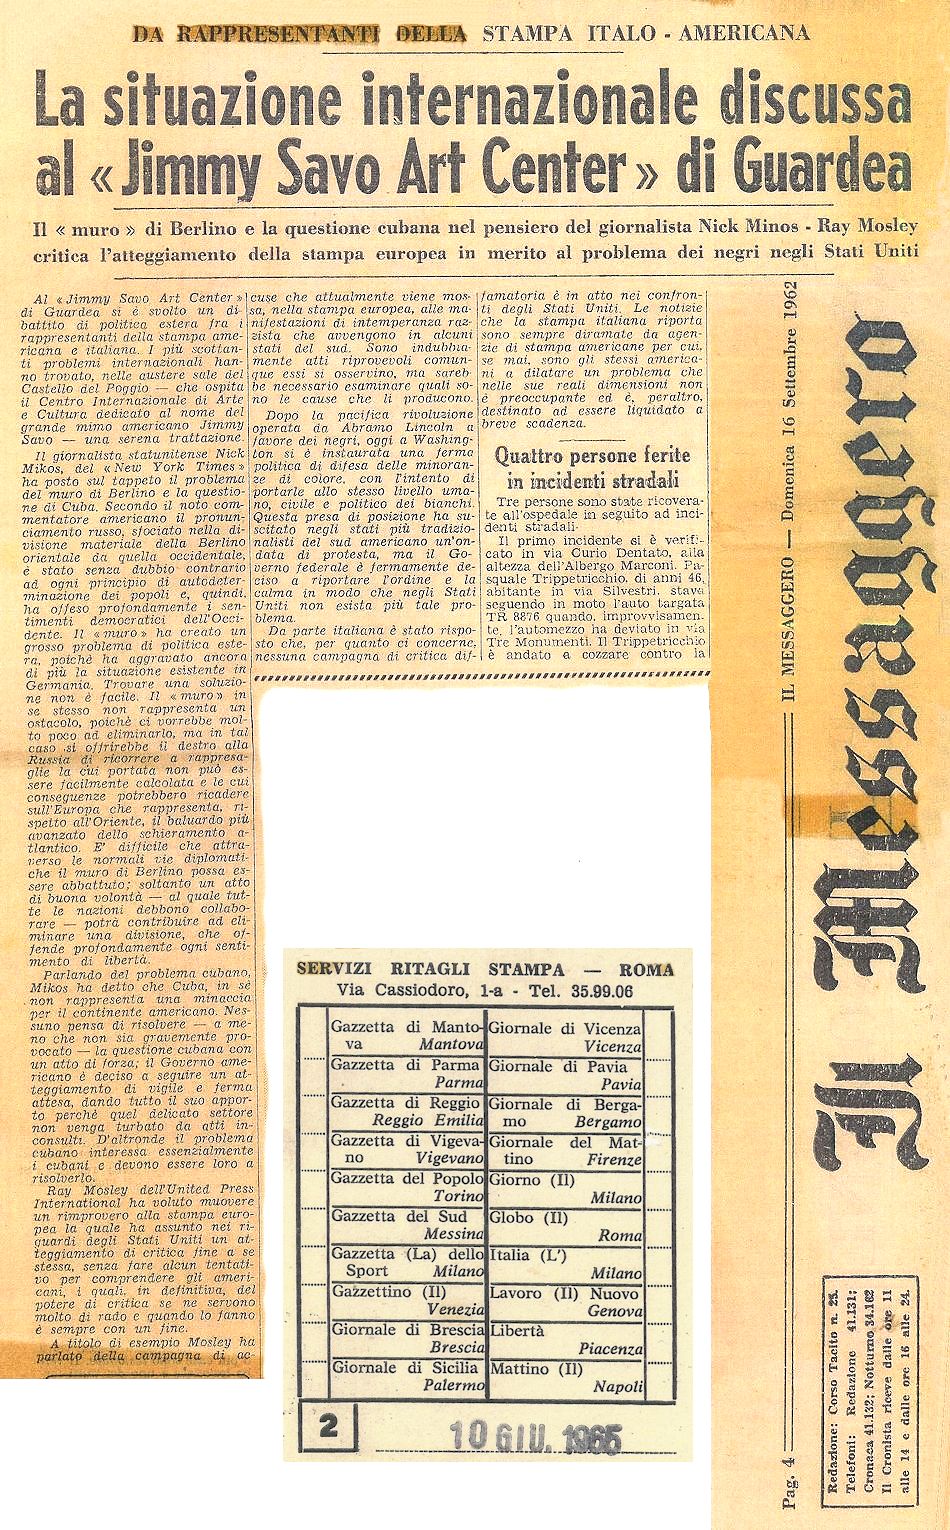 DA RAPPRESENTANTI DELLA STAMPA ITALO - AMERICANA
La situazione internazionale discussa
al « Jimmy Savo Art Center » di Guardea
Il « muro » di Berlino e la questione cubana nel pensiero del giornalista Nick Minos - Ray Mosley
critica l'atteggiamento della stampa europea in merito al problema dei negri negli Stati Uniti
Al « Jimmy Savo Art Center »
di Guardea si è svolto un di-
battito di politica estera fra i
rappresentanti della stampa ame-
ricana e italiana. I più scottan-
ti problemi internazionali han-
no trovato, nelle austere sale del
Castello del Poggio — che ospita
il Centro Internazionale di Arte
e Cultura dedicato al nome del
grande mimo americano Jimmy
Savo — una serena trattazione.
Il giornalista statunitense Nick
Mikos, del « New York Times »
ha posto sul tappeto il problema
del muro di Berlino e la questio-
ne di Cuba. Secondo il noto com-
mentatore americano il pronun-
ciamento russo, sfociato nella di-
visione materiale della Berlino
orientale da quella occidentale,
è stato senza dubbio contrario
ad ogni principio di autodeter-
minazione dei popoli e, quindi,
ha offeso profondamente i sen-
timenti democratici dell'Occi-
dente. Il « muro » ha creato un
grosso problema di politica este-
ra, poichè ha aggravato ancora
di più la situazione esistente in
Germania. Trovare una soluzio-
ne non è facile. Il « muro » in
se stesso non rappresenta un
ostacolo, poichè ci vorrebbe mol-
to poco ad eliminarlo, ma in tal
caso si offrirebbe il destro alla
Russia di ricorrere a rappresa-
glie la cui portata non può es-
sere facilmente calcolata e le cui
conseguenze potrebbero ricadere
sull'Europa che rappresenta, ri-
spetto all'Oriente, il baluardo più
avanzato dello schieramento a-
tlantico. E' difficile che attra-
verso le normali vie diplomati-
che il muro di Berlino possa es-
sere abbattuto; soltanto un atto
di buona volontà — al quale tut-
te le nazioni debbono collabo-
rare — potrà contribuire ad eli-
minare una divisione, che of-
fende profondamente ogni senti-
mento di libertà.
Parlando del problema cubano,
Mikos ha detto che Cuba, in sè
non rappresenta una minaccia
per il continente americano. Nes-
suno pensa di risolvere — a me-
no che non sia gravemente pro-
vocato — la questione cubana con
un atto di forza; il Governo ame-
ricano è deciso a seguire un at-
teggiamento di vigile e ferma
attesa, dando tutto il suo appor-
to perchè quel delicato settore
non venga turbato da atti in-
consulti. D'altronde il problema
cubano interessa essenzialmente
i cubani e devono essere loro a
risolverlo.
Ray Mosley dell'United Press
International ha voluto muovere
un rimprovero alla stampa euro-
pea la quale ha assunto nei ri-
guardi degli Stati Uniti un at-
teggiamento di critica fine a se
stessa, senza fare alcun tentati-
vo per comprendere gli ameri-
cani, i quali, in definitiva, del
potere di critica se ne servono
molto di rado e quando lo fanno
è sempre con un fine.
A titolo di esempio Mosley ha
parlato della campagna di ac-
cuse che attualmente viene mos-
sa, nella stampa europea, alle ma-
nifestazioni di intemperanza raz-
zista che avvengono in alcuni
stati del sud. Sono indubbia-
mente atti riprovevoli comun-
que essi si osservino, ma sareb-
be necessario esaminare quali so-
no le cause che li producono.
Dopo la pacifica rivoluzione
operata da Abramo Lincoln a
favore dei negri, oggi a Washing-
ton si è instaurata una ferma
politica di difesa delle minoran-
ze di colore, con l'intento di
portarle allo stesso livello uma-
no, civile e politico dei bianchi.
Questa presa di posizione ha su-
scitato negli stati più tradizio-
nalisti del sud americano un'on-
data di protesta, ma il Go-
verno federale è fermamente de-
ciso a riportare l'ordine e la
calma in modo che negli Stati
Uniti non esista più tale pro-
blema.
Da parte italiana è stato rispo-
sto che, per quanto ci concerne,
nessuna campagna di critica dif-
famatoria è in atto nei confron-
ti degli Stati Uniti. Le notizie
che la stampa italiana riporta
sono sempre diramate da agen-
zie di stampa americane per cui,
se mai, sono gli stessi america-
ni a dilatare un problema che
nelle sue reali dimensioni non
è preoccupante ed è, peraltro,
destinato ad essere liquidato a
breve scadenza.
Quattro persone ferite
in incidenti stradali
Tre persone sono state ricovera-
te all'ospedale in seguito ad inci-
denti stradali.
Il primo incidente si è verifi-
cato in via Curio Dentato, alla
altezza dell'Albergo Marconi. Pa-
squale Trippetricchio, di anni 46,
abitante in via Silvestri, stava
seguendo in moto l'auto targata
TR 8876 quando, improvvisamen-
te, l'automezzo ha deviato in via
Tre Monumenti. Il Trippetricchio
è andato a cozzare contro la
Pag. 4 — IL MESSAGGERO — Domenica 16 Settembre 1962
Il Messaggero
Redazione: Corso Tacito n. 25.
Telefoni: Redazione 41.131;
Cronaca 41.132; Notturno 34.162
Il Cronista riceve dalle ore 11
alle 14 e dalle ore 16 alle 24.
SERVIZI RITAGLI STAMPA — ROMA
Via Cassiodoro, 1-a - Tel. 35.99.06
Gazzetta di Manto-
va Mantova
Gazzetta di Parma
Parma
Gazzetta di Reggio
Reggio Emilia
Gazzetta di Vigeva-
no Vigevano
Gazzetta del Popolo
Torino
Gazzetta del Sud
Messina
Gazzetta (La) dello
Sport Milano
Gazzettino (Il)
Venezia
Giornale di Brescia
Brescia
Giornale di Sicilia
Palermo
Giornale di Vicenza
Vicenza
Giornale di Pavia
Pavia
Giornale di Berga-
mo Bergamo
Giornale del Mat-
tino Firenze
Giorno (Il)
Milano
Globo (Il)
Roma
Italia (L')
Milano
Lavoro (Il) Nuovo
Genova
Libertà
Piacenza
Mattino (Il)
Napoli
2
10 GIU. 1965